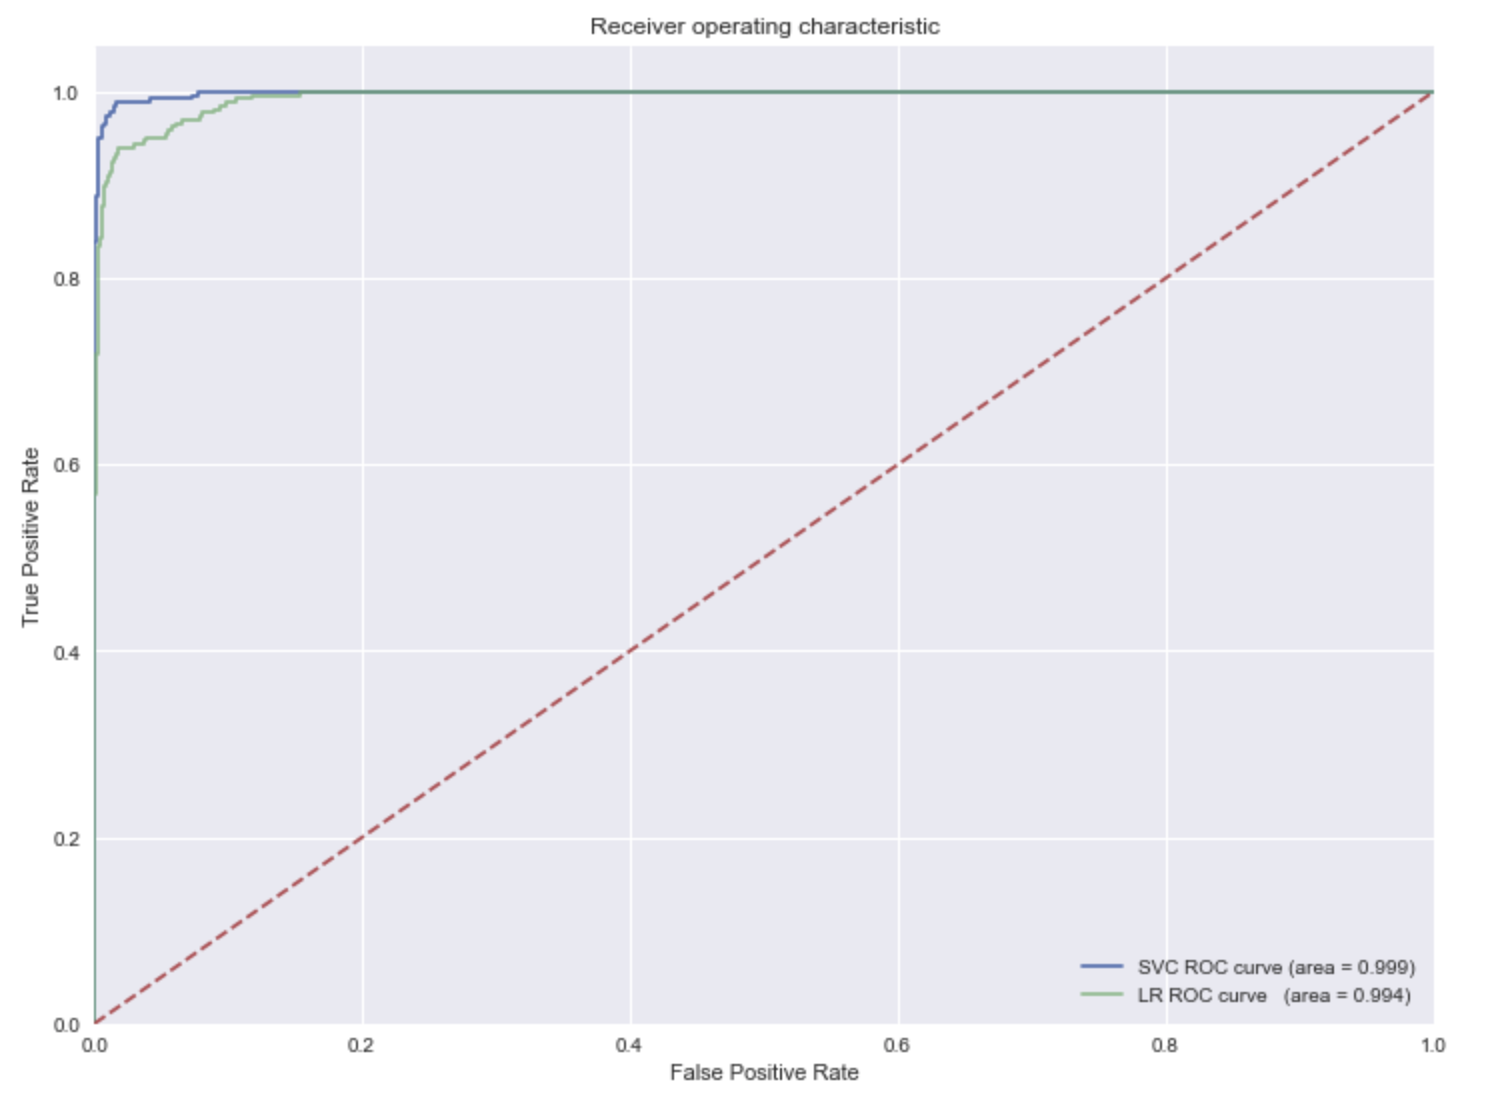 Receiver operating characteristic
1.0
0.8
0.6
0.4
0.2
0.0
True Positive Rate
0.0 0.2 0.4 0.6 0.8 1.0
False Positive Rate
SVC ROC curve (area = 0.999)
LR ROC curve (area = 0.994)